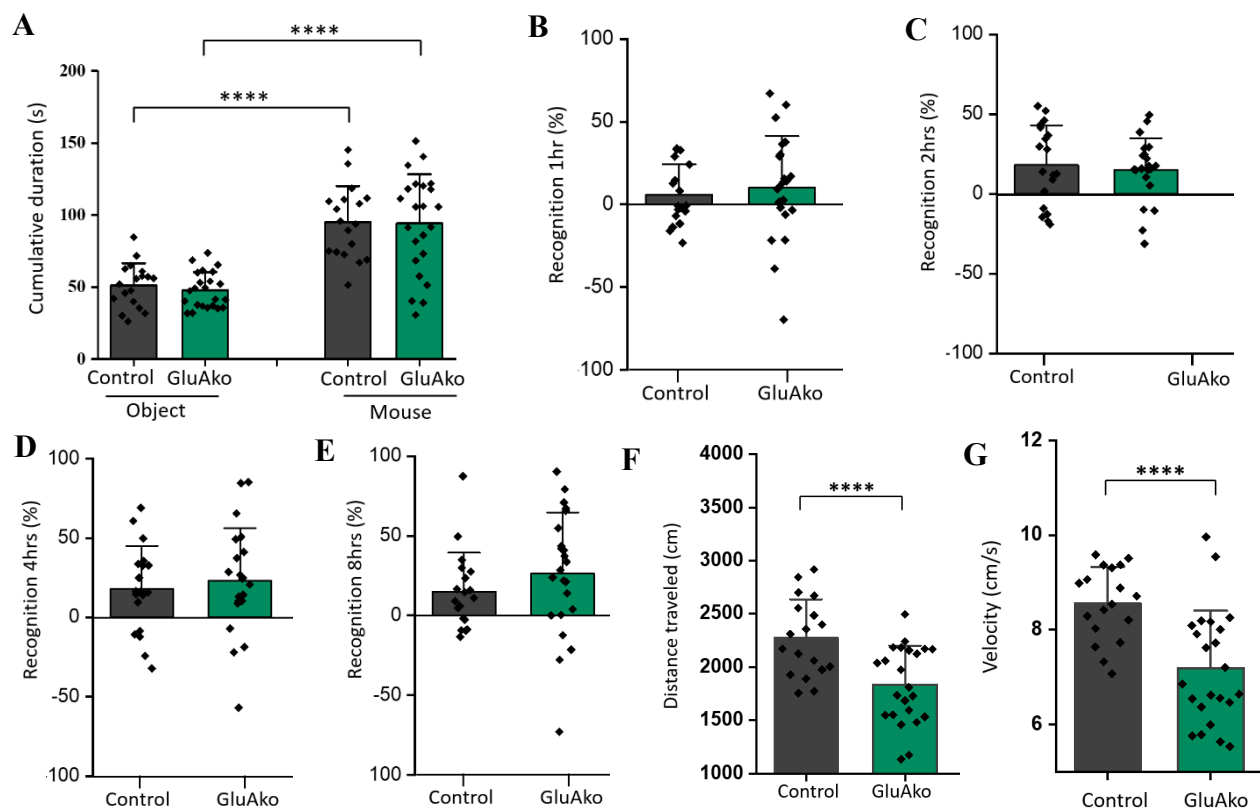 A
****
****
200
150
100
50
0
Cumulative duration (s)
Control GluAko Control GluAko
Object Mouse
B
100
50
0
-50
-100
Recognition 1hr (%)
Control GluAko
C
100
50
0
-50
-100
Recognition 2hrs (%)
Control GluAko
D
100
50
0
-50
-100
Recognition 4hrs (%)
Control GluAko
E
100
50
0
-50
-100
Recognition 8hrs (%)
Control GluAko
F
4000
3500
3000
2500
2000
1500
1000
Distance traveled (cm)
****
Control GluAko
G
12
10
8
6
Velocity (cm/s)
****
Control GluAko